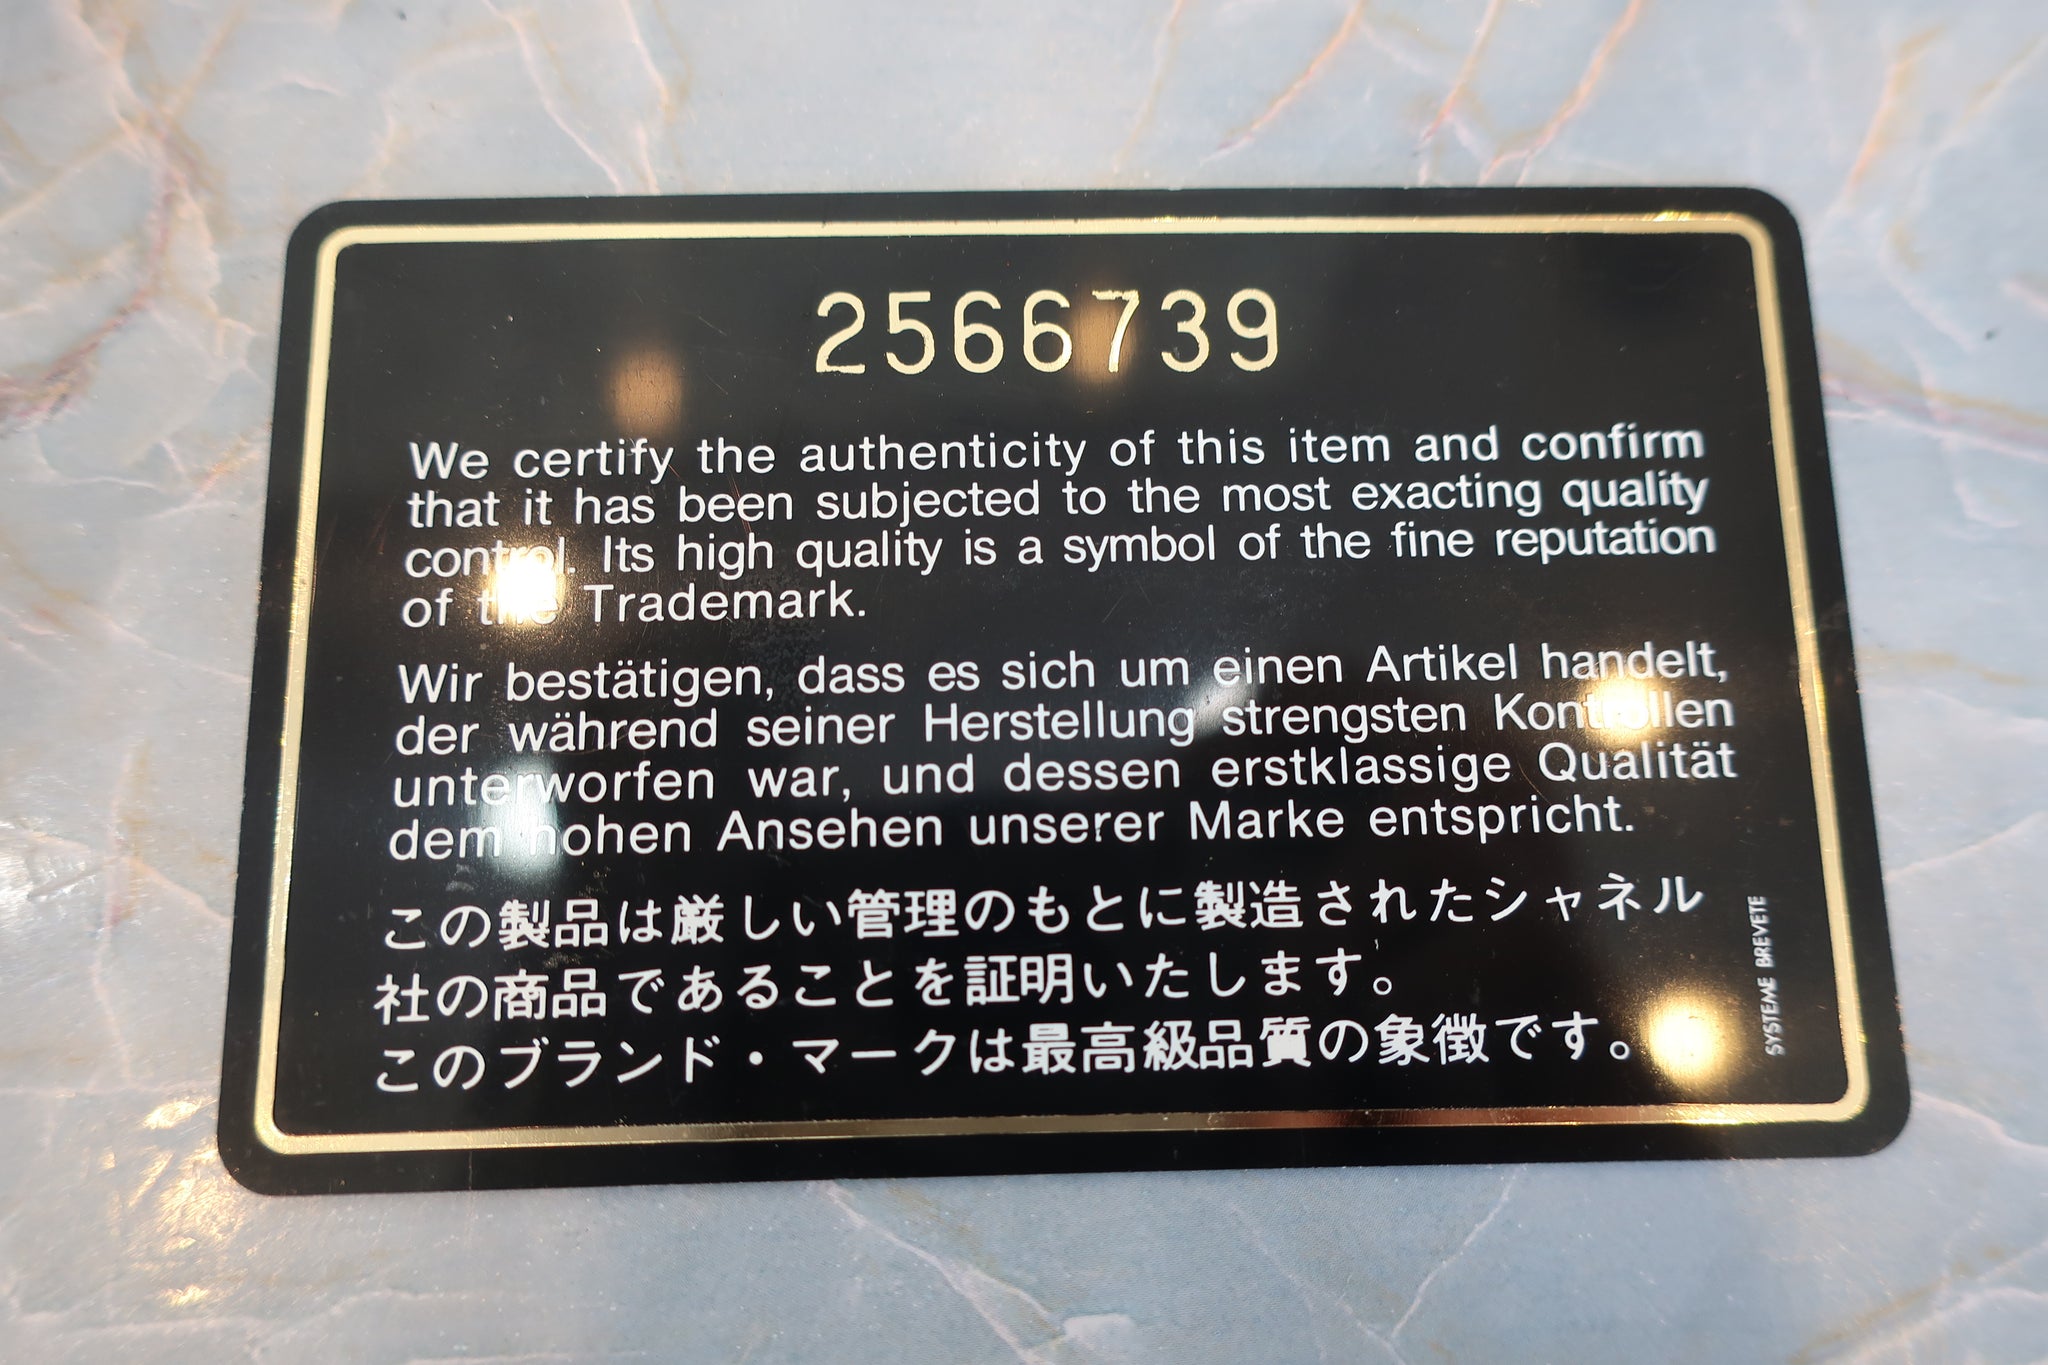 2566739
We certify the authenticity of this item and confirm
that it has been subjected to the most exacting quality
control. Its high quality is a symbol of the fine reputation
of the Trademark.
Wir bestätigen, dass es sich um einen Artikel handelt,
der während seiner Herstellung strengsten Kontrollen
unterworfen war, und dessen erstklassige Qualität
dem hohen Ansehen unserer Marke entspricht.
この製品は厳しい管理のもとに製造されたシャネル
社の商品であることを証明いたします。
このブランド・マークは最高級品質の象徴です。
SYSTEME BREVETE